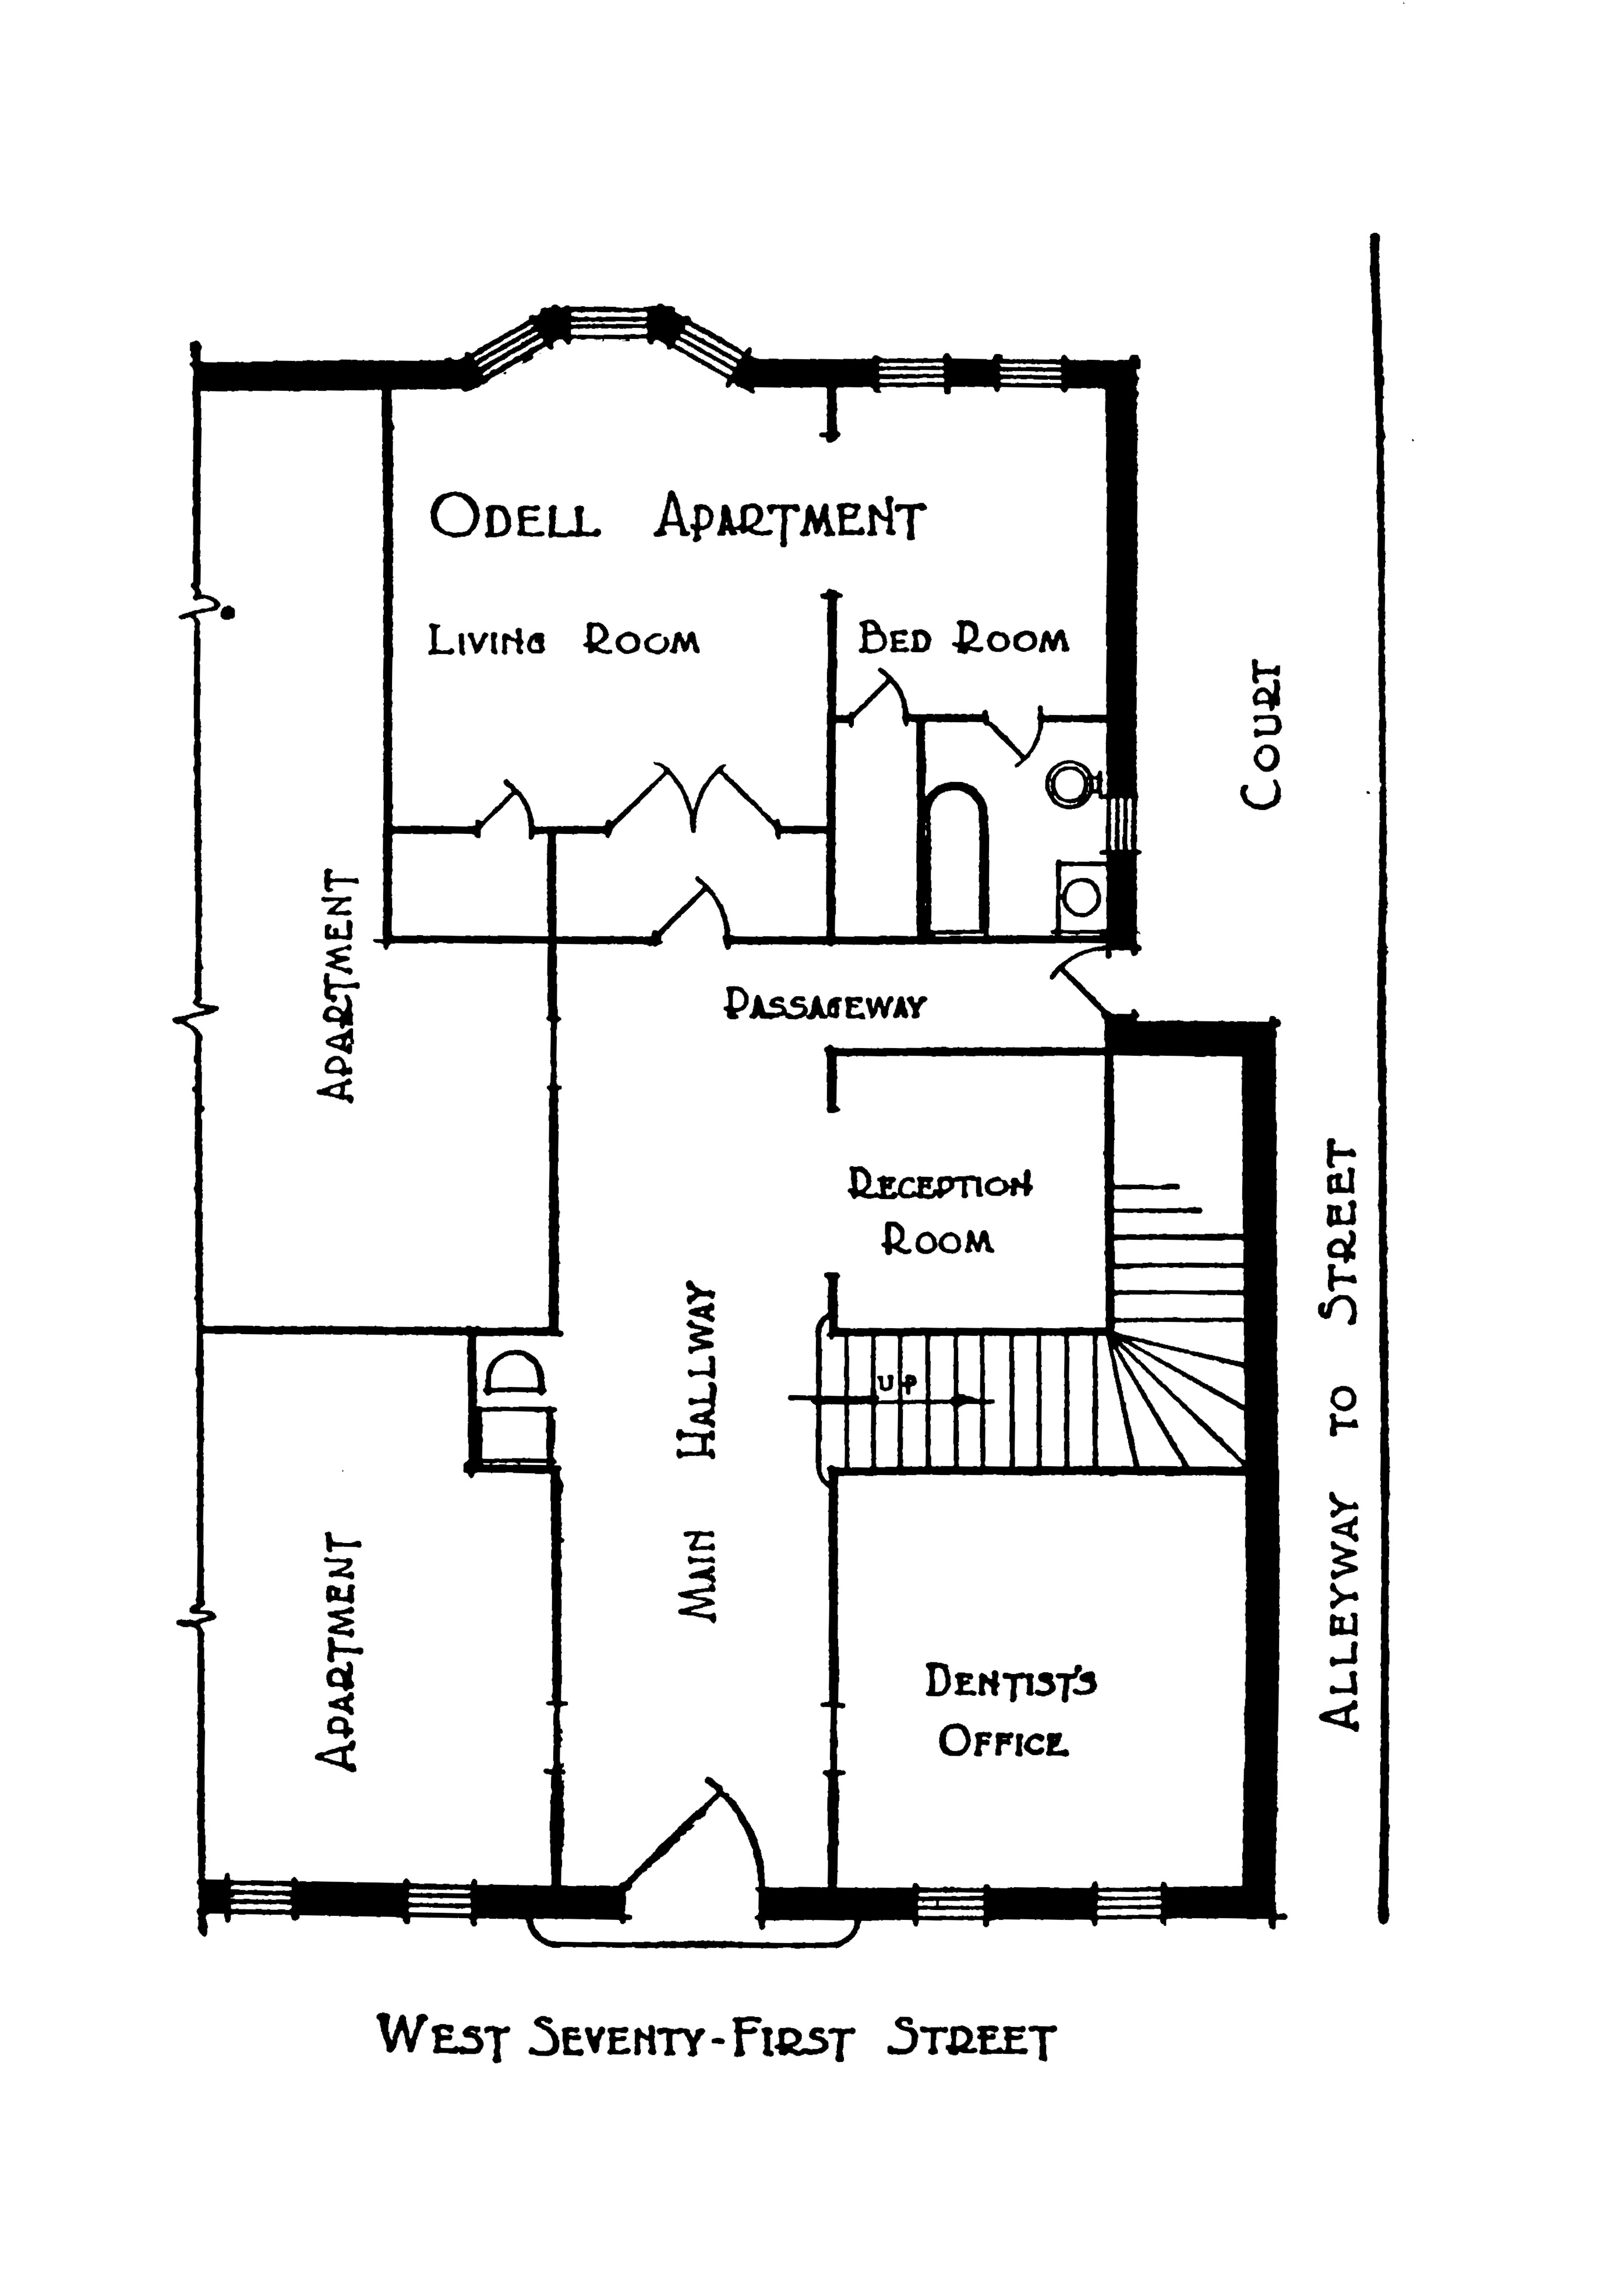 ODELL APARTMENT
LIVING ROOM
BED ROOM
COURT
APARTMENT
PASSAGEWAY
RECEPTION
ROOM
MAIN HALLWAY
UP
ALLEYWAY TO STREET
APARTMENT
DENTIST'S
OFFICE
WEST SEVENTY-FIRST STREET